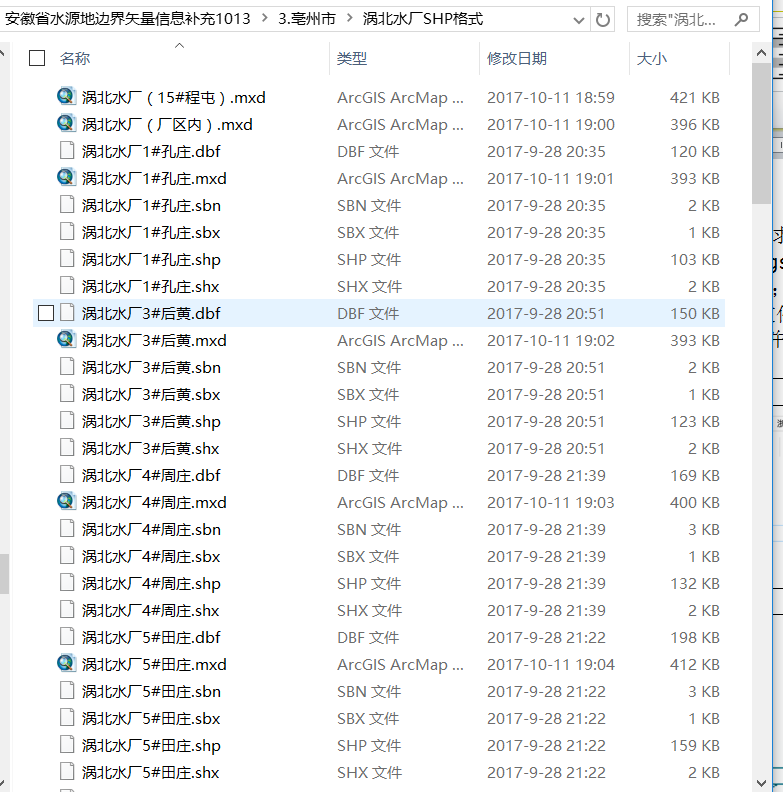 安徽省水源地边界矢量信息补充1013 > 3.亳州市 > 涡北水厂SHP格式 搜索"涡北...
名称 类型 修改日期 大小
涡北水厂（15#程屯）.mxd ArcGIS ArcMap ... 2017-10-11 18:59 421 KB
涡北水厂（厂区内）.mxd ArcGIS ArcMap ... 2017-10-11 19:00 396 KB
涡北水厂1#孔庄.dbf DBF 文件 2017-9-28 20:35 120 KB
涡北水厂1#孔庄.mxd ArcGIS ArcMap ... 2017-10-11 19:01 393 KB
涡北水厂1#孔庄.sbn SBN 文件 2017-9-28 20:35 2 KB
涡北水厂1#孔庄.sbx SBX 文件 2017-9-28 20:35 1 KB
涡北水厂1#孔庄.shp SHP 文件 2017-9-28 20:35 103 KB
涡北水厂1#孔庄.shx SHX 文件 2017-9-28 20:35 2 KB
涡北水厂3#后黄.dbf DBF 文件 2017-9-28 20:51 150 KB
涡北水厂3#后黄.mxd ArcGIS ArcMap ... 2017-10-11 19:02 393 KB
涡北水厂3#后黄.sbn SBN 文件 2017-9-28 20:51 2 KB
涡北水厂3#后黄.sbx SBX 文件 2017-9-28 20:51 1 KB
涡北水厂3#后黄.shp SHP 文件 2017-9-28 20:51 123 KB
涡北水厂3#后黄.shx SHX 文件 2017-9-28 20:51 2 KB
涡北水厂4#周庄.dbf DBF 文件 2017-9-28 21:39 169 KB
涡北水厂4#周庄.mxd ArcGIS ArcMap ... 2017-10-11 19:03 400 KB
涡北水厂4#周庄.sbn SBN 文件 2017-9-28 21:39 3 KB
涡北水厂4#周庄.sbx SBX 文件 2017-9-28 21:39 1 KB
涡北水厂4#周庄.shp SHP 文件 2017-9-28 21:39 132 KB
涡北水厂4#周庄.shx SHX 文件 2017-9-28 21:39 2 KB
涡北水厂5#田庄.dbf DBF 文件 2017-9-28 21:22 198 KB
涡北水厂5#田庄.mxd ArcGIS ArcMap ... 2017-10-11 19:04 412 KB
涡北水厂5#田庄.sbn SBN 文件 2017-9-28 21:22 3 KB
涡北水厂5#田庄.sbx SBX 文件 2017-9-28 21:22 1 KB
涡北水厂5#田庄.shp SHP 文件 2017-9-28 21:22 159 KB
涡北水厂5#田庄.shx SHX 文件 2017-9-28 21:22 2 KB